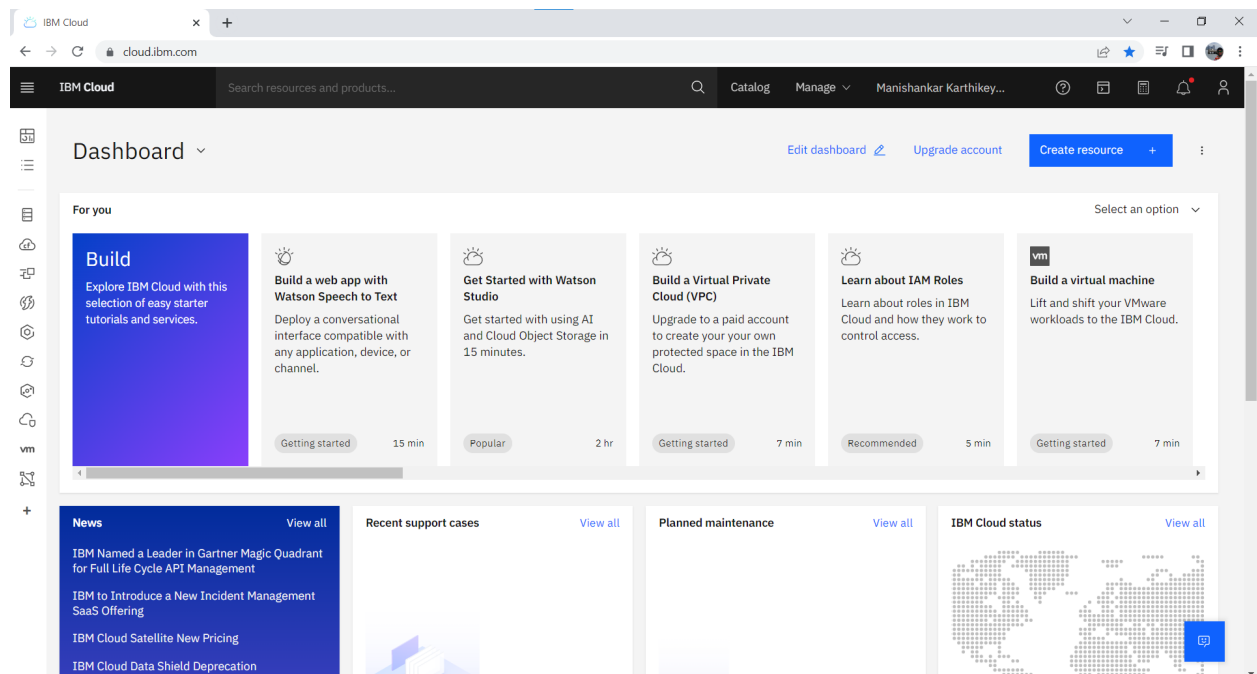 IBM Cloud
cloud.ibm.com
IBM Cloud
Search resources and products...
Catalog
Manage
Manishankar Karthikey...
Dashboard
Edit dashboard
Upgrade account
Create resource +
For you
Select an option
Build
Explore IBM Cloud with this
selection of easy starter
tutorials and services.
Build a web app with
Watson Speech to Text
Deploy a conversational
interface compatible with
any application, device, or
channel.
Getting started
15 min
Get Started with Watson
Studio
Get started with using AI
and Cloud Object Storage in
15 minutes.
Popular
2 hr
Build a Virtual Private
Cloud (VPC)
Upgrade to a paid account
to create your your own
protected space in the IBM
Cloud.
Getting started
7 min
Learn about IAM Roles
Learn about roles in IBM
Cloud and how they work to
control access.
Recommended
5 min
vm
Build a virtual machine
Lift and shift your VMware
workloads to the IBM Cloud.
Getting started
7 min
vm
News
View all
IBM Named a Leader in Gartner Magic Quadrant
for Full Life Cycle API Management
IBM to Introduce a New Incident Management
SaaS Offering
IBM Cloud Satellite New Pricing
IBM Cloud Data Shield Deprecation
Recent support cases
View all
Planned maintenance
View all
IBM Cloud status
View all